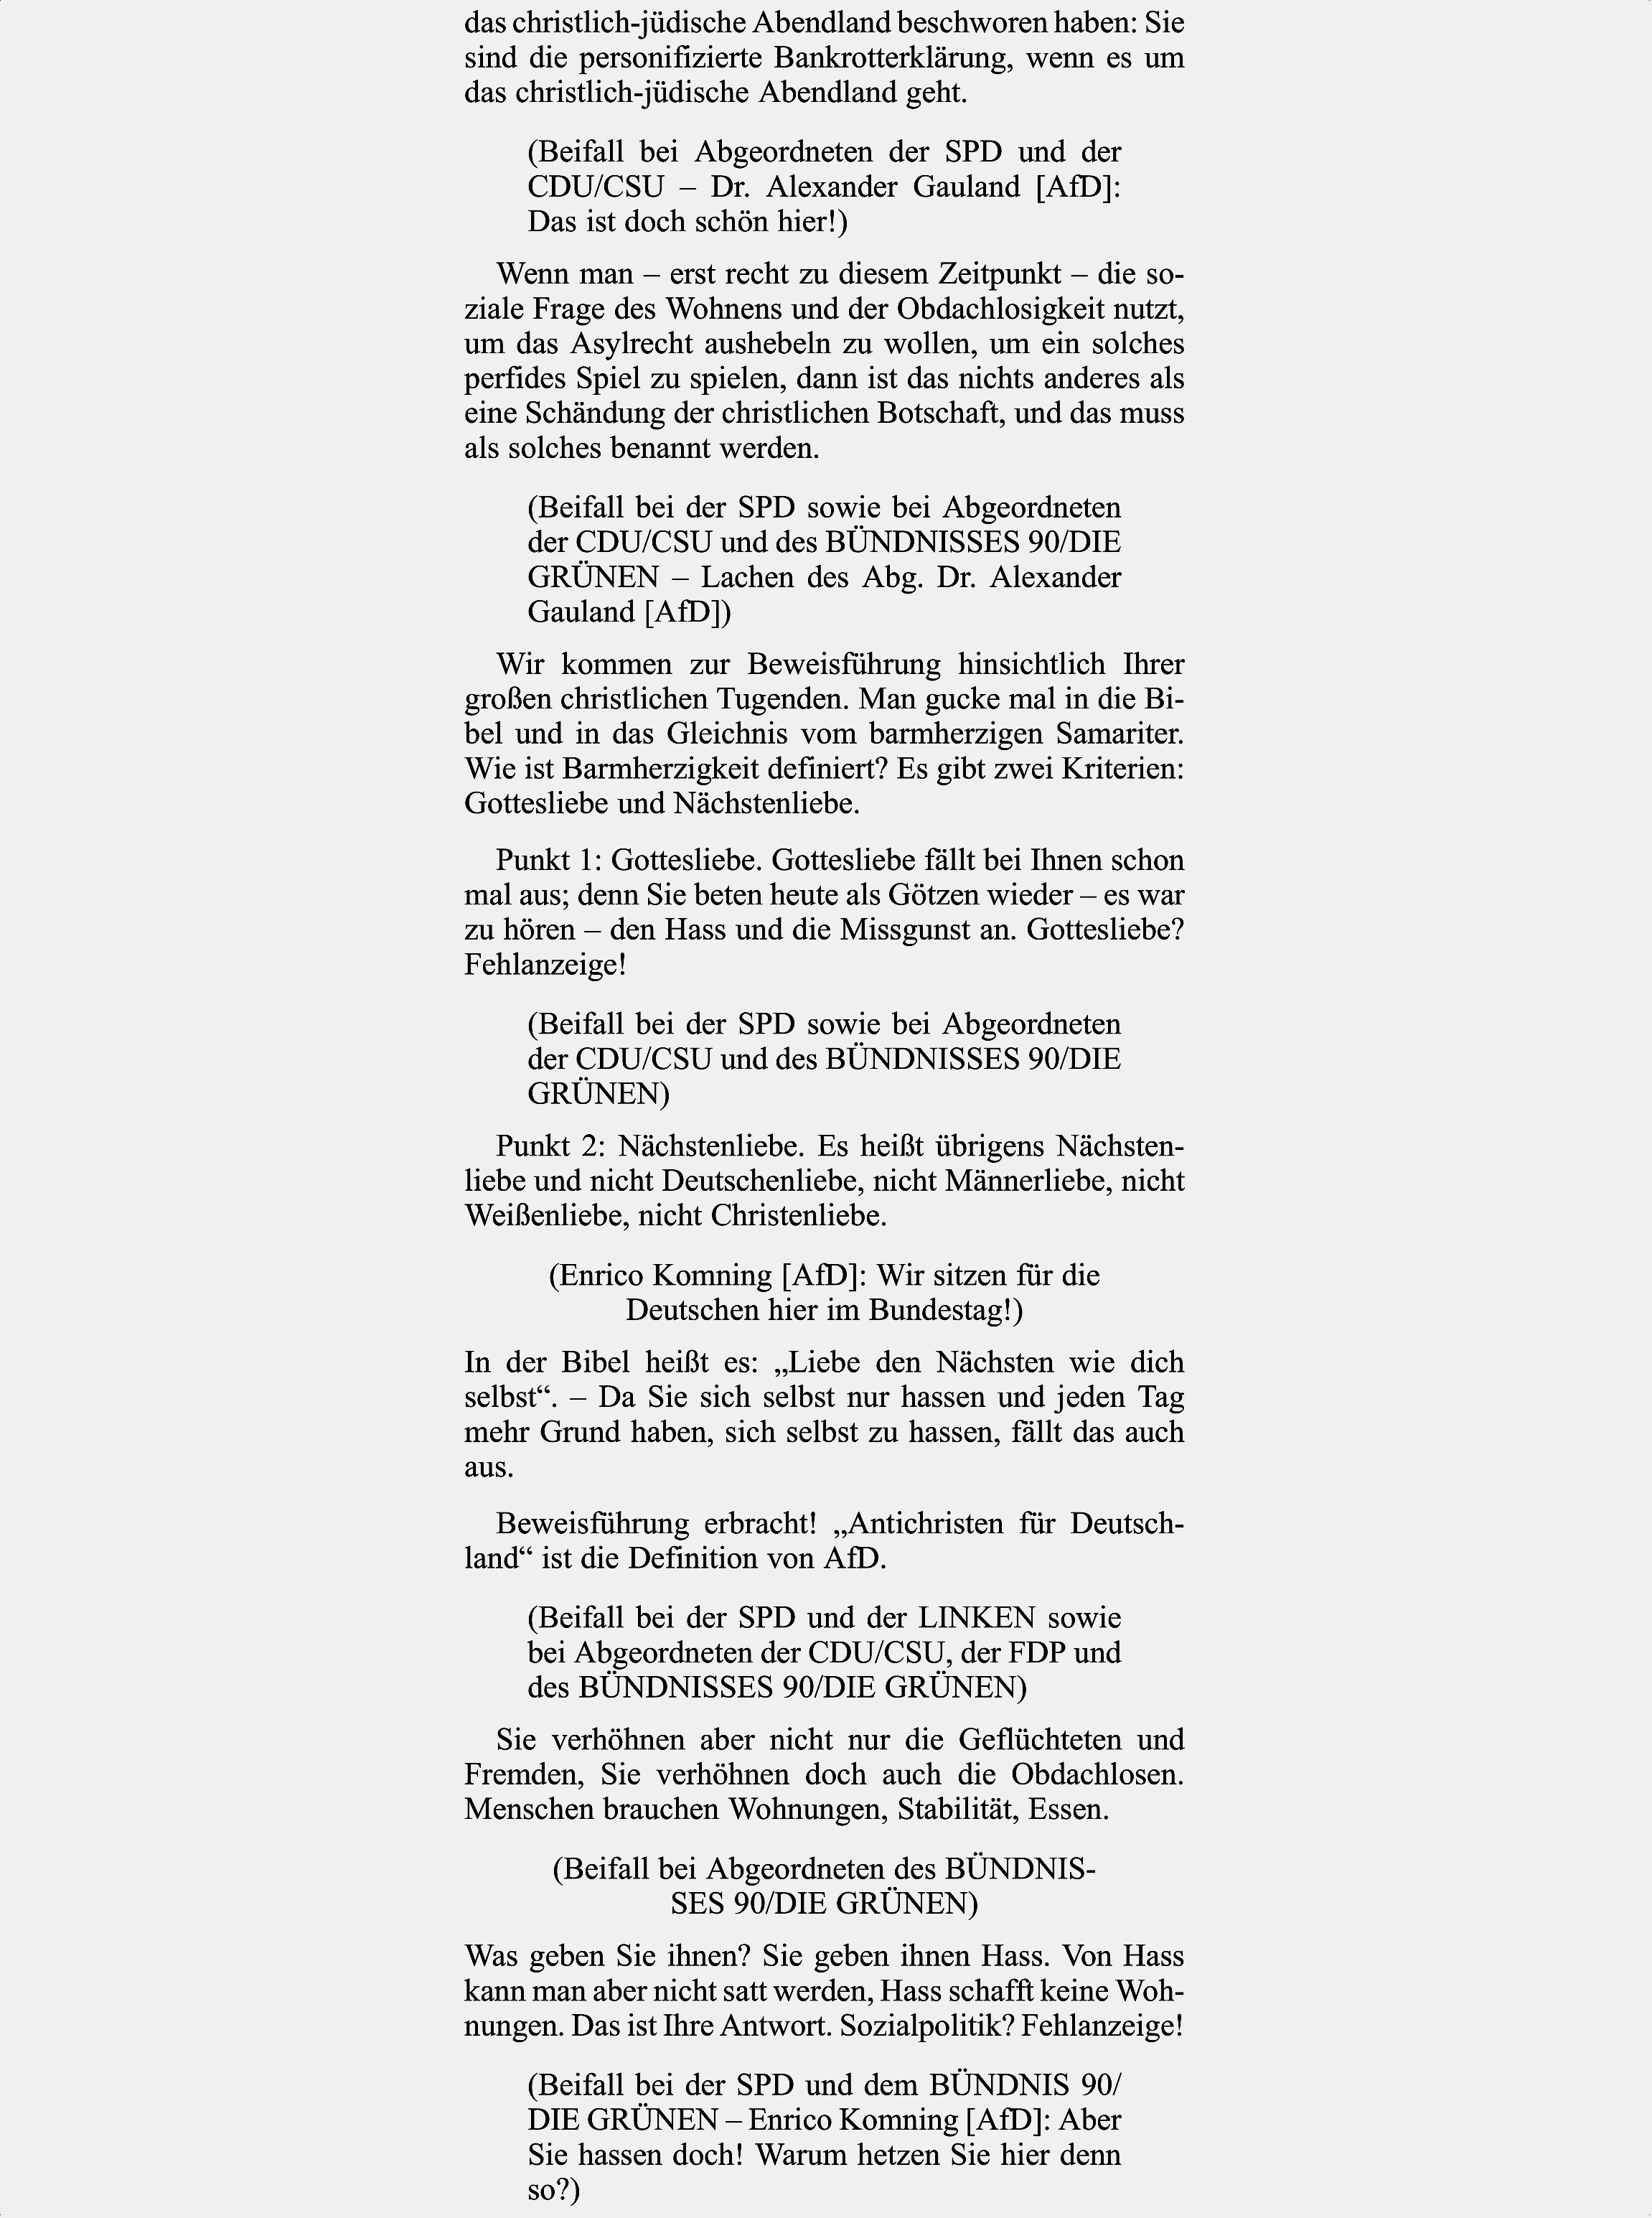 das christlich-jüdische Abendland beschworen haben: Sie
sind die personifizierte Bankrotterklärung, wenn es um
das christlich-jüdische Abendland geht.
(Beifall bei Abgeordneten der SPD und der
CDU/CSU – Dr. Alexander Gauland [AfD]:
Das ist doch schön hier!)
Wenn man – erst recht zu diesem Zeitpunkt – die so-
ziale Frage des Wohnens und der Obdachlosigkeit nutzt,
um das Asylrecht aushebeln zu wollen, um ein solches
perfides Spiel zu spielen, dann ist das nichts anderes als
eine Schändung der christlichen Botschaft, und das muss
als solches benannt werden.
(Beifall bei der SPD sowie bei Abgeordneten
der CDU/CSU und des BÜNDNISSES 90/DIE
GRÜNEN – Lachen des Abg. Dr. Alexander
Gauland [AfD])
Wir kommen zur Beweisführung hinsichtlich Ihrer
großen christlichen Tugenden. Man gucke mal in die Bi-
bel und in das Gleichnis vom barmherzigen Samariter.
Wie ist Barmherzigkeit definiert? Es gibt zwei Kriterien:
Gottesliebe und Nächstenliebe.
Punkt 1: Gottesliebe. Gottesliebe fällt bei Ihnen schon
mal aus; denn Sie beten heute als Götzen wieder – es war
zu hören – den Hass und die Missgunst an. Gottesliebe?
Fehlanzeige!
(Beifall bei der SPD sowie bei Abgeordneten
der CDU/CSU und des BÜNDNISSES 90/DIE
GRÜNEN)
Punkt 2: Nächstenliebe. Es heißt übrigens Nächsten-
liebe und nicht Deutschenliebe, nicht Männerliebe, nicht
Weißenliebe, nicht Christenliebe.
(Enrico Komning [AfD]: Wir sitzen für die
Deutschen hier im Bundestag!)
In der Bibel heißt es: „Liebe den Nächsten wie dich
selbst“. – Da Sie sich selbst nur hassen und jeden Tag
mehr Grund haben, sich selbst zu hassen, fällt das auch
aus.
Beweisführung erbracht! „Antichristen für Deutsch-
land“ ist die Definition von AfD.
(Beifall bei der SPD und der LINKEN sowie
bei Abgeordneten der CDU/CSU, der FDP und
des BÜNDNISSES 90/DIE GRÜNEN)
Sie verhöhnen aber nicht nur die Geflüchteten und
Fremden, Sie verhöhnen doch auch die Obdachlosen.
Menschen brauchen Wohnungen, Stabilität, Essen.
(Beifall bei Abgeordneten des BÜNDNIS-
SES 90/DIE GRÜNEN)
Was geben Sie ihnen? Sie geben ihnen Hass. Von Hass
kann man aber nicht satt werden, Hass schafft keine Woh-
nungen. Das ist Ihre Antwort. Sozialpolitik? Fehlanzeige!
(Beifall bei der SPD und dem BÜNDNIS 90/
DIE GRÜNEN – Enrico Komning [AfD]: Aber
Sie hassen doch! Warum hetzen Sie hier denn
so?)